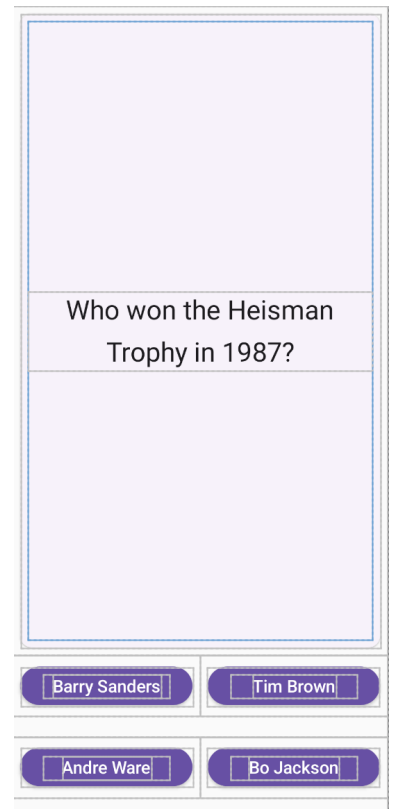 Who won the Heisman
Trophy in 1987?
Barry Sanders
Tim Brown
Andre Ware
Bo Jackson